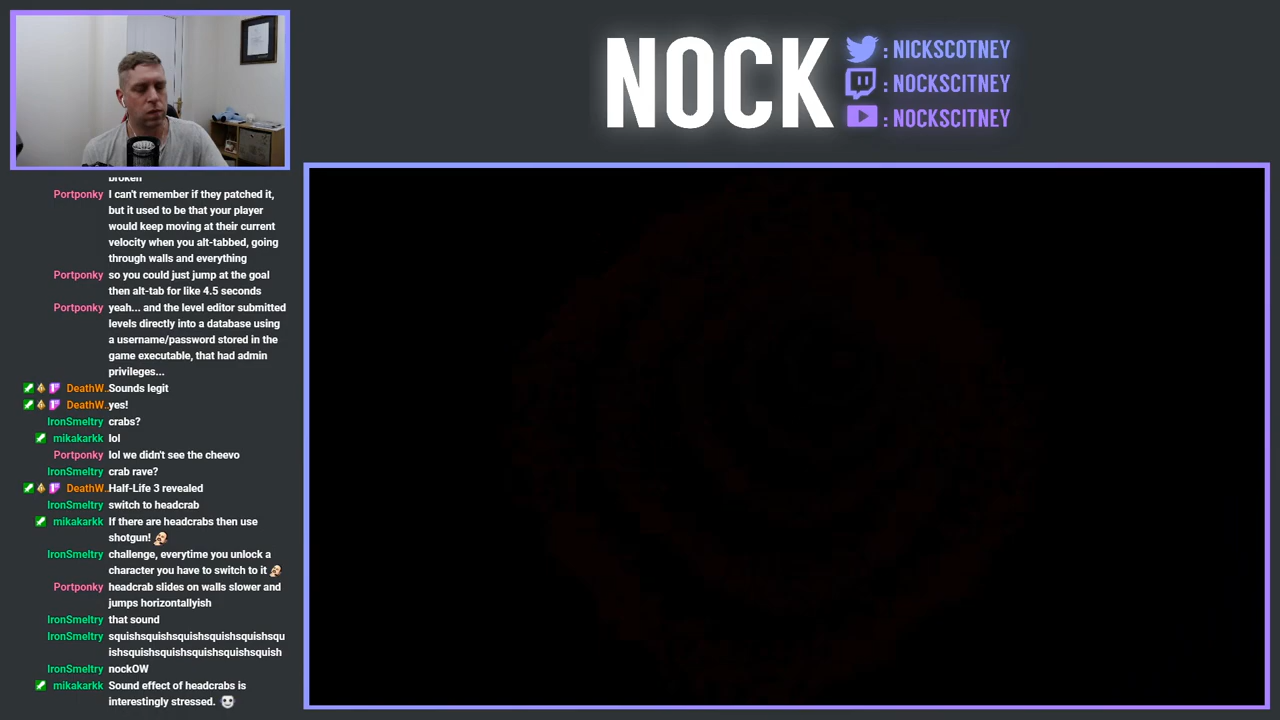 NOCK
: NICKSCOTNEY
: NOCKSCITNEY
: NOCKSCITNEY
broken
Portponky I can't remember if they patched it,
but it used to be that your player
would keep moving at their current
velocity when you alt-tabbed, going
through walls and everything
Portponky so you could just jump at the goal
then alt-tab for like 4.5 seconds
Portponky yeah... and the level editor submitted
levels directly into a database using
a username/password stored in the
game executable, that had admin
privileges...
DeathW.. Sounds legit
DeathW.. yes!
IronSmeltry crabs?
mikakarkk lol
Portponky lol we didn't see the cheevo
IronSmeltry crab rave?
DeathW.. Half-Life 3 revealed
IronSmeltry switch to headcrab
mikakarkk If there are headcrabs then use
shotgun!
IronSmeltry challenge, everytime you unlock a
character you have to switch to it
Portponky headcrab slides on walls slower and
jumps horizontallyish
IronSmeltry that sound
IronSmeltry squishsquishsquishsquishsquishsqu
ishsquishsquishsquishsquishsquish
IronSmeltry nockOW
mikakarkk Sound effect of headcrabs is
interestingly stressed.